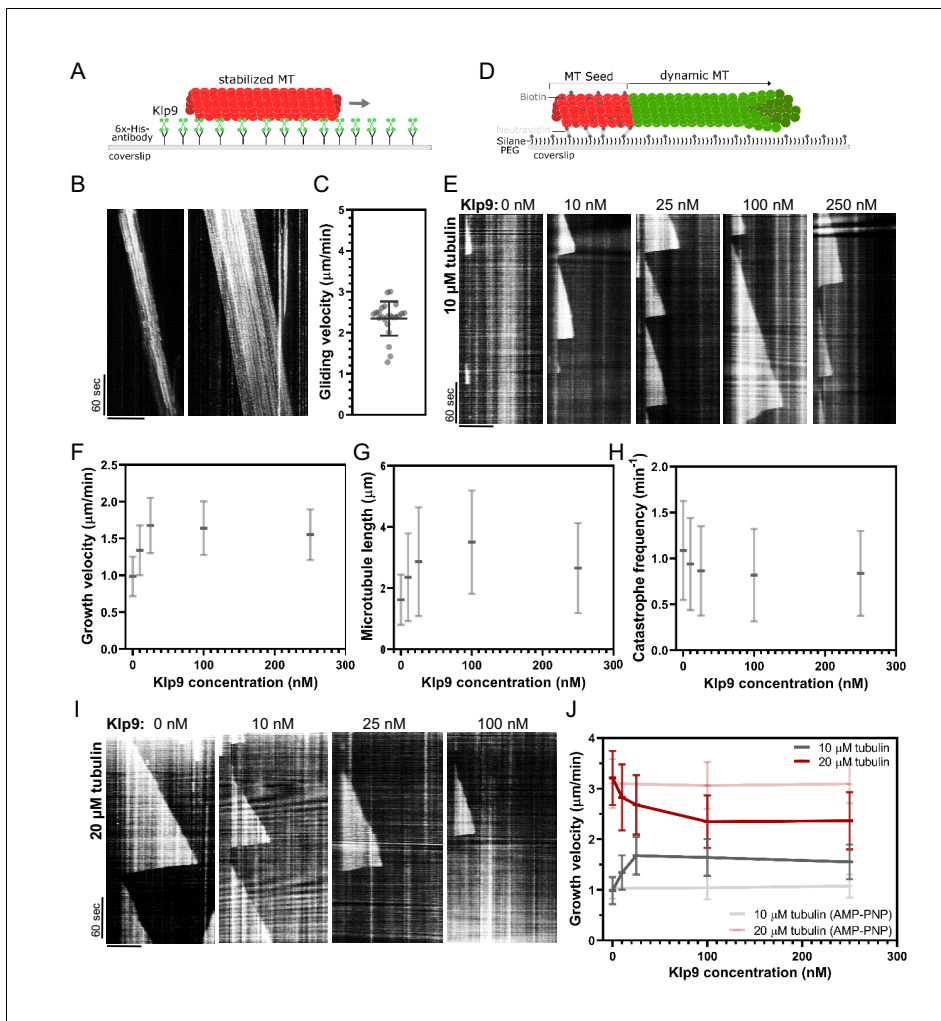 A
stabilized MT
Klp9
6x-His-
antibody
coverslip
D
MT Seed
dynamic MT
Biotin
Neutravidin
Silane-
PEG
coverslip
B
60 sec
C
Gliding velocity (μm/min)
5
4
3
2
1
0
E
Klp9: 0 nM
10 nM
25 nM
100 nM
250 nM
10 μM tubulin
60 sec
F
Growth velocity (μm/min)
2.5
2.0
1.5
1.0
0.5
0.0
0
100
200
300
Klp9 concentration (nM)
G
Microtubule length (μm)
6
4
2
0
0
100
200
300
Klp9 concentration (nM)
H
Catastrophe frequency (min⁻¹)
2.0
1.5
1.0
0.5
0.0
0
100
200
300
Klp9 concentration (nM)
I
Klp9: 0 nM
10 nM
25 nM
100 nM
20 μM tubulin
60 sec
J
Growth velocity (μm/min)
4
3
2
1
0
10 μM tubulin
20 μM tubulin
10 μM tubulin (AMP-PNP)
20 μM tubulin (AMP-PNP)
0
100
200
300
Klp9 concentration (nM)